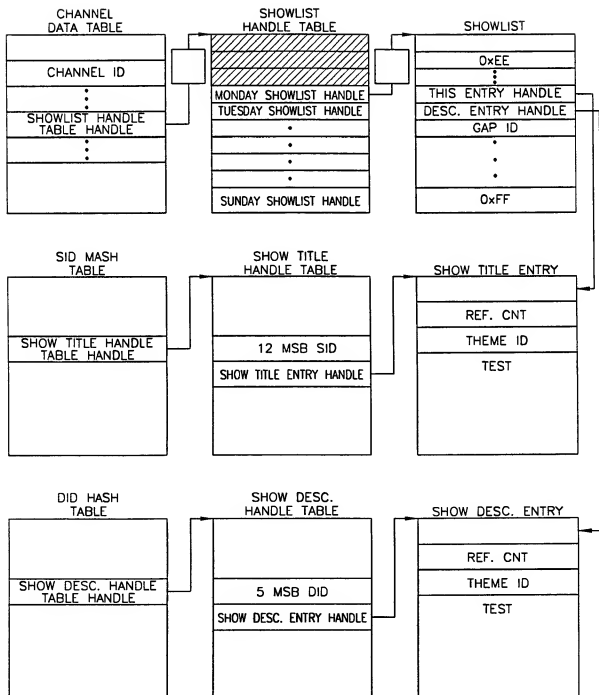 CHANNEL
DATA TABLE
CHANNEL ID
SHOWLIST HANDLE
TABLE HANDLE
SHOWLIST
HANDLE TABLE
MONDAY SHOWLIST HANDLE
TUESDAY SHOWLIST HANDLE
SUNDAY SHOWLIST HANDLE
SHOWLIST
0xEE
THIS ENTRY HANDLE
DESC. ENTRY HANDLE
GAP ID
0xFF
SID MASH
TABLE
SHOW TITLE HANDLE
TABLE HANDLE
SHOW TITLE
HANDLE TABLE
12 MSB SID
SHOW TITLE ENTRY HANDLE
SHOW TITLE ENTRY
REF. CNT
THEME ID
TEST
DID HASH
TABLE
SHOW DESC. HANDLE
TABLE HANDLE
SHOW DESC.
HANDLE TABLE
5 MSB DID
SHOW DESC. ENTRY HANDLE
SHOW DESC. ENTRY
REF. CNT
THEME ID
TEST